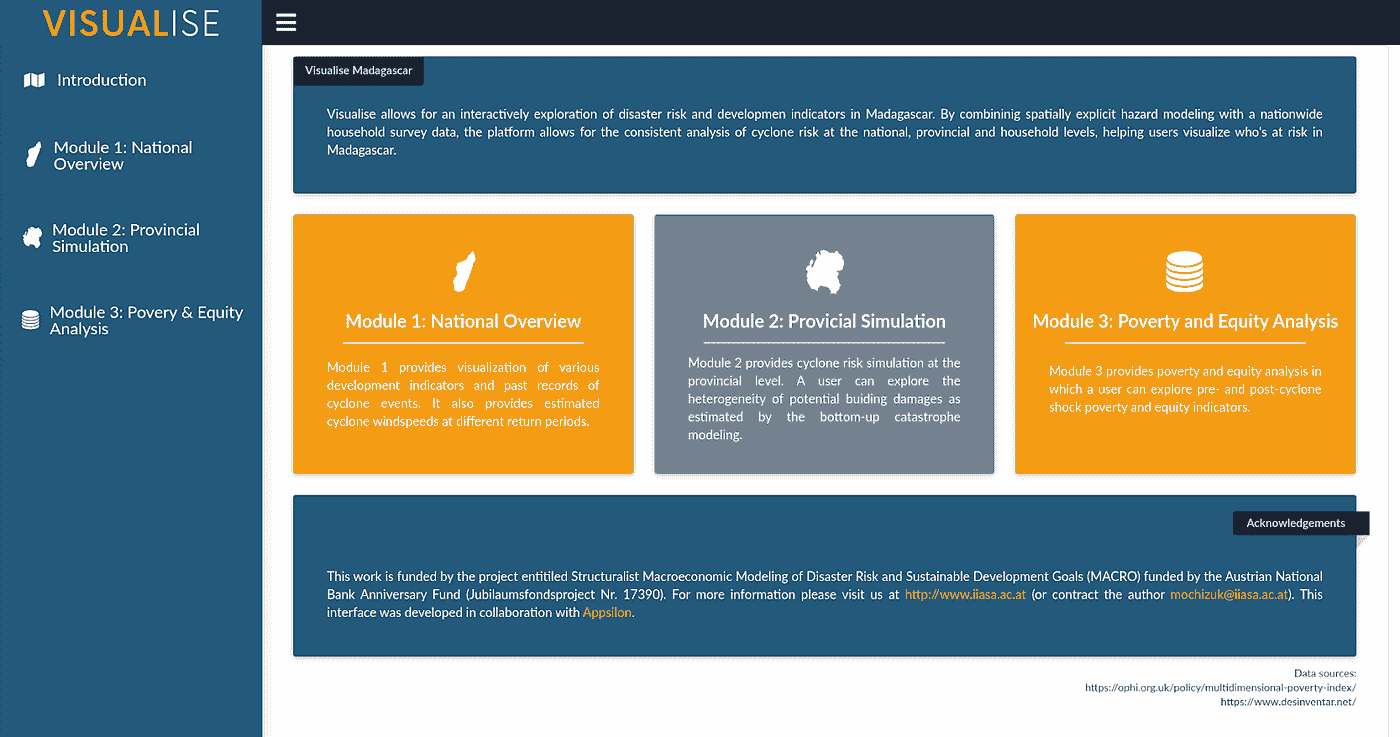 VISUALISE
Introduction
Module 1: National
Overview
Module 2: Provincial
Simulation
Module 3: Povery & Equity
Analysis
Visualise Madagascar
Visualise allows for an interactively exploration of disaster risk and developmen indicators in Madagascar. By combininig spatially explicit hazard modeling with a nationwide
household survey data, the platform allows for the consistent analysis of cyclone risk at the national, provincial and household levels, helping users visualize who's at risk in
Madagascar.
Module 1: National Overview
Module 1 provides visualization of various
development indicators and past records of
cyclone events. It also provides estimated
cyclone windspeeds at different return periods.
Module 2: Provicial Simulation
Module 2 provides cyclone risk simulation at the
provincial level. A user can explore the
heterogeneity of potential buiding damages as
estimated by the bottom-up catastrophe
modeling.
Module 3: Poverty and Equity Analysis
Module 3 provides poverty and equity analysis in
which a user can explore pre- and post-cyclone
shock poverty and equity indicators.
Acknowledgements
This work is funded by the project entitiled Structuralist Macroeconomic Modeling of Disaster Risk and Sustainable Development Goals (MACRO) funded by the Austrian National
Bank Anniversary Fund (Jubilaumsfondsproject Nr. 17390). For more information please visit us at http://www.iiasa.ac.at (or contract the author mochizuk@iiasa.ac.at). This
interface was developed in collaboration with Appsilon.
Data sources:
https://ophi.org.uk/policy/multidimensional-poverty-index/
https://www.desinventar.net/